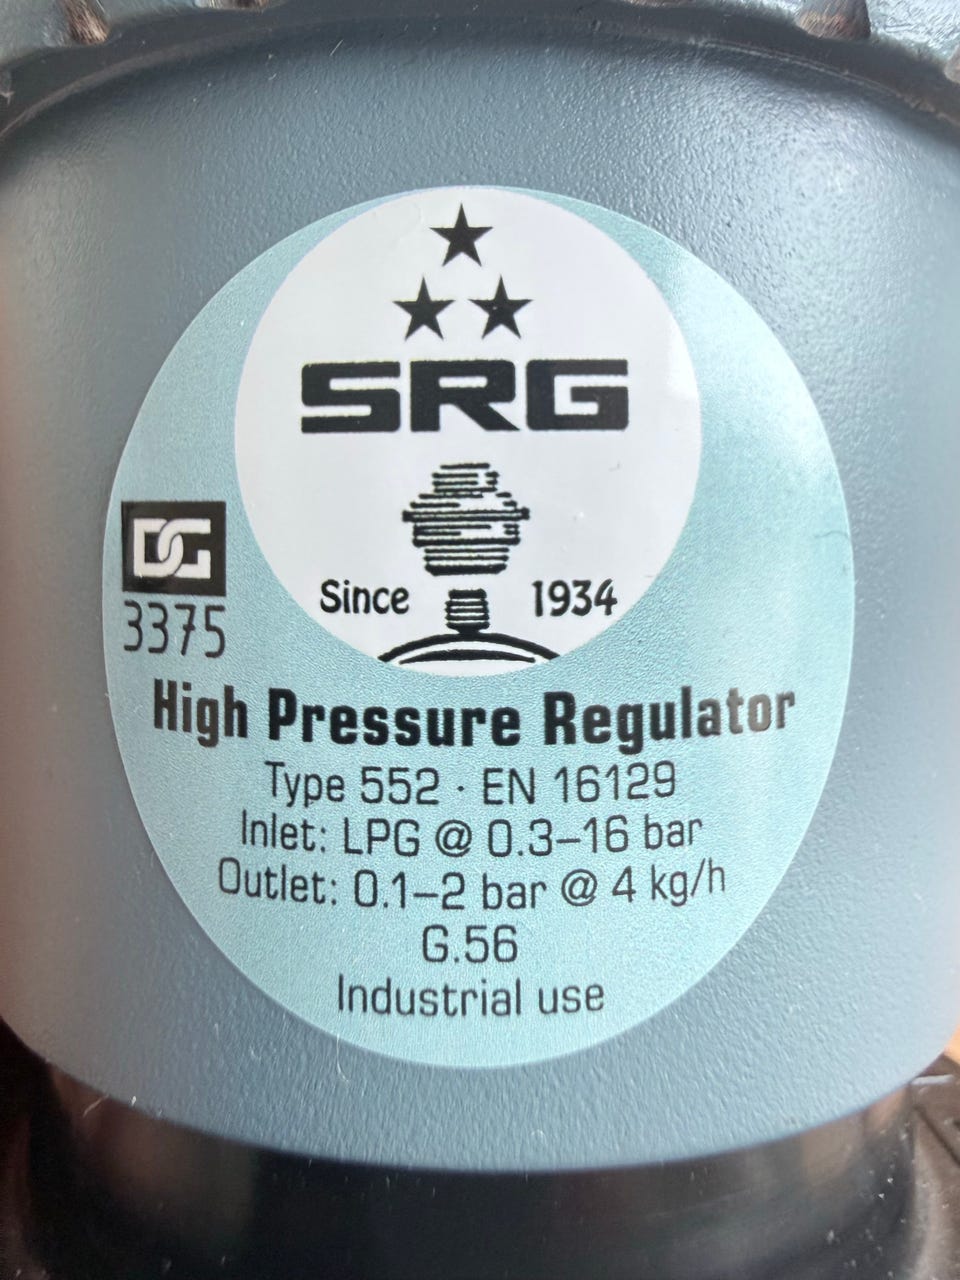 SRG
Since 1934
DG
3375
High Pressure Regulator
Type 552 · EN 16129
Inlet: LPG @ 0.3–16 bar
Outlet: 0.1–2 bar @ 4 kg/h
G.56
Industrial use